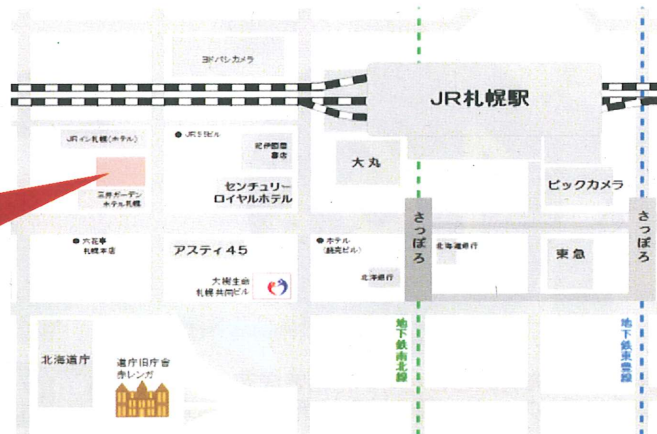 ヨドバシカメラ
JR札幌駅
JRイン札幌(ホテル)
JR55ビル
紀伊國屋
書店
大丸
三井ガーデン
ホテル札幌
センチュリー
ロイヤルホテル
ビックカメラ
さっぽろ
さっぽろ
六花亭
札幌本店
アスティ45
ホテル
北海道銀行
東急
大樹生命
札幌共同ビル
北洋銀行
地下鉄南北線
地下鉄東豊線
北海道庁
道庁旧庁舎
赤レンガ